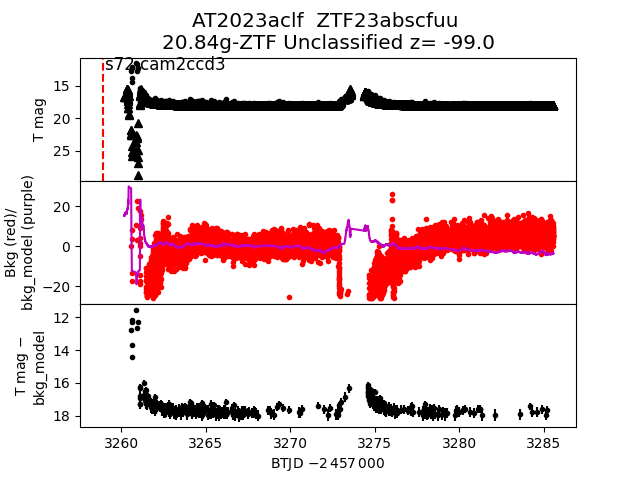 AT2023aclf  ZTF23abscfuu
20.84g-ZTF Unclassified z= -99.0
s72 cam2ccd3
T mag
15
20
25
Bkg (red)/
bkg_model (purple)
20
0
−20
T mag −
bkg_model
12
14
16
18
3260
3265
3270
3275
3280
3285
BTJD −2 457 000